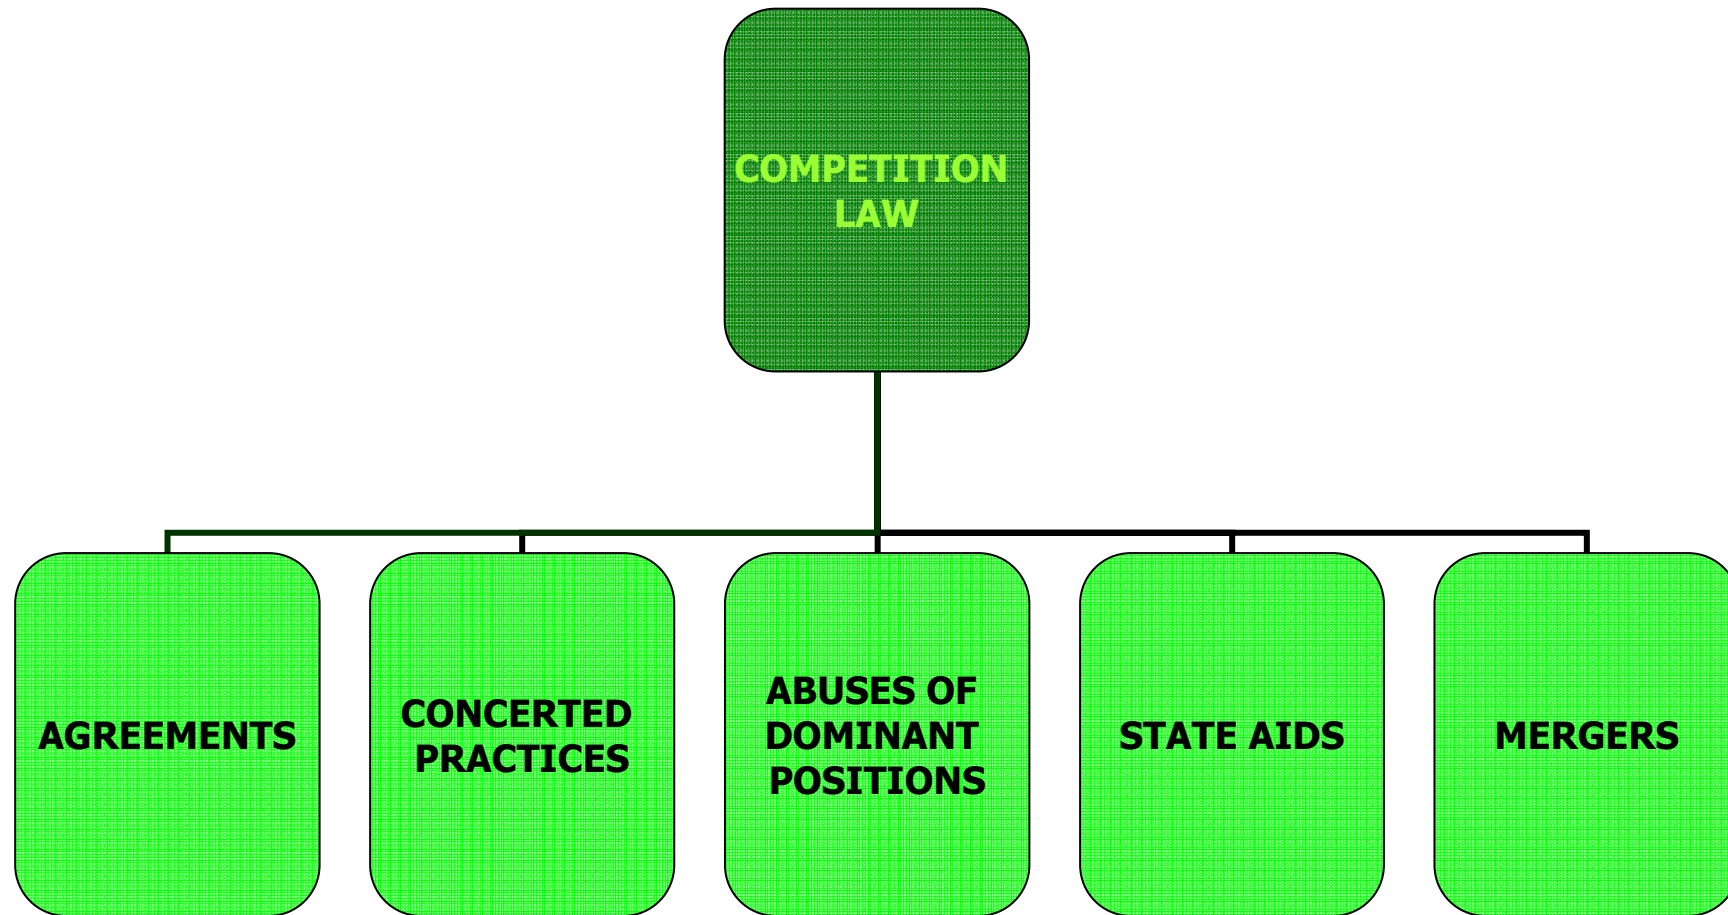 COMPETITION
LAW
AGREEMENTS
CONCERTED
PRACTICES
ABUSES OF
DOMINANT
POSITIONS
STATE AIDS
MERGERS